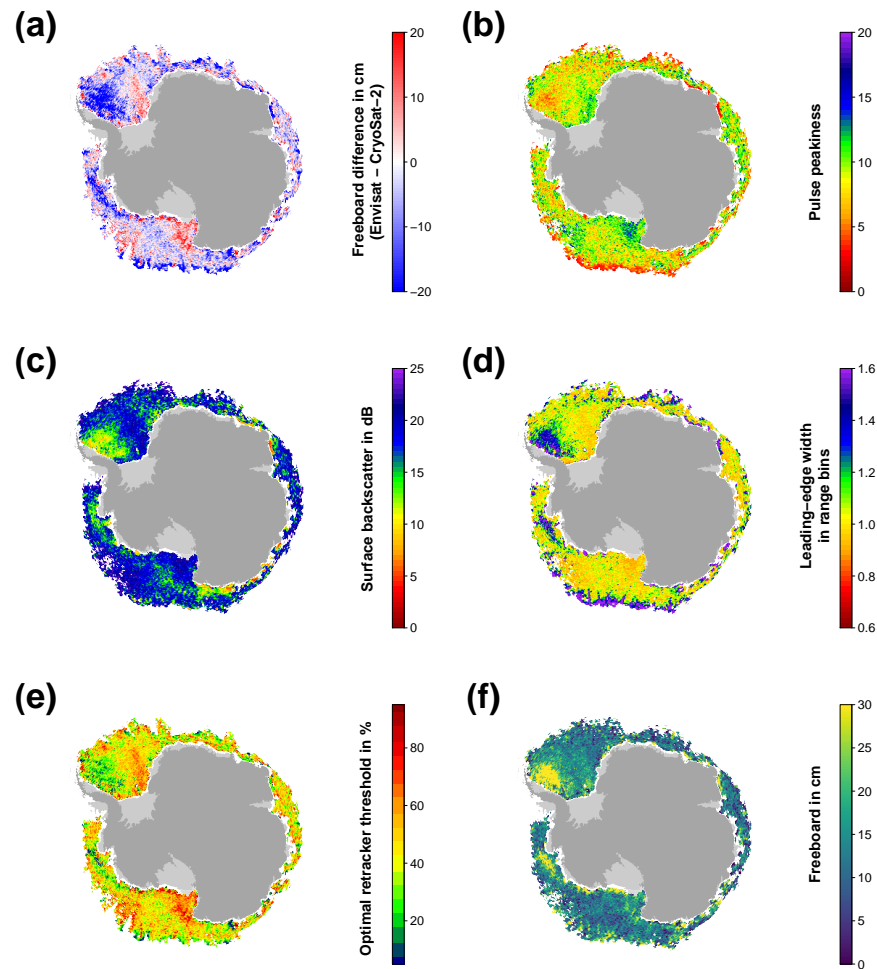 (a)
20
10
0
−10
−20
Freeboard difference in cm
(Envisat − CryoSat−2)
(b)
20
15
10
5
0
Pulse peakiness
(c)
25
20
15
10
5
0
Surface backscatter in dB
(d)
1.6
1.4
1.2
1.0
0.8
0.6
Leading−edge width
in range bins
(e)
80
60
40
20
Optimal retracker threshold in %
(f)
30
25
20
15
10
5
0
Freeboard in cm